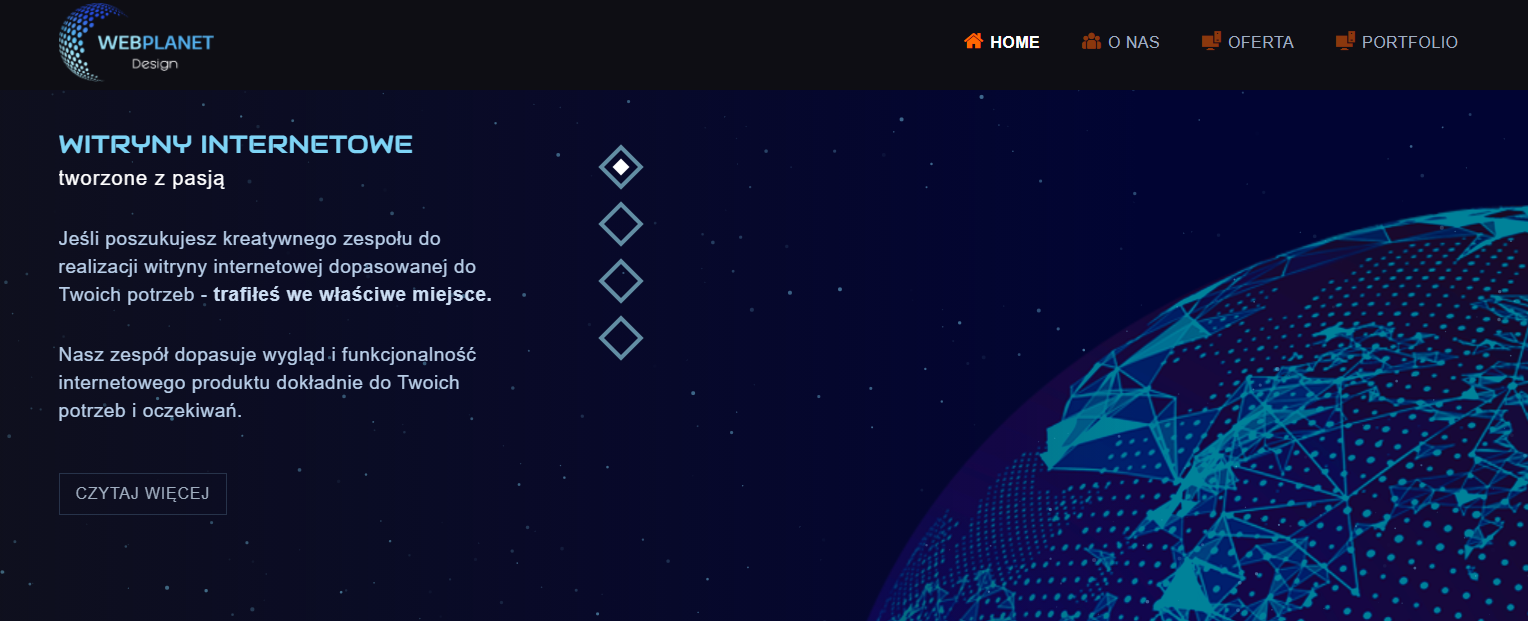 WEBPLANET
Design
HOME
O NAS
OFERTA
PORTFOLIO
WITRYNY INTERNETOWE
tworzone z pasją
Jeśli poszukujesz kreatywnego zespołu do
realizacji witryny internetowej dopasowanej do
Twoich potrzeb - trafiłeś we właściwe miejsce.
Nasz zespół dopasuje wygląd i funkcjonalność
internetowego produktu dokładnie do Twoich
potrzeb i oczekiwań.
CZYTAJ WIĘCEJ